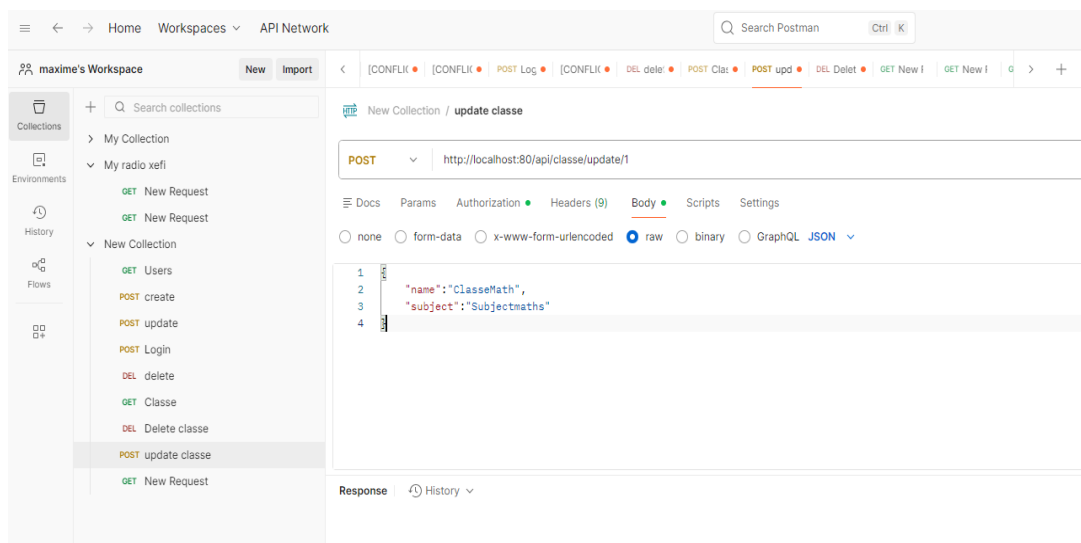 Home Workspaces API Network Search Postman Ctrl K
maxime's Workspace New Import
[CONFLI( [CONFLI( POST Log [CONFLI( DEL dele POST Cla POST upd DEL Delet GET New GET New
Collections
Environments
History
Flows
Search collections
My Collection
My radio xefi
GET New Request
GET New Request
New Collection
GET Users
POST create
POST update
POST Login
DEL delete
GET Classe
DEL Delete classe
POST update classe
GET New Request
HTTP New Collection / update classe
POST http://localhost:80/api/classe/update/1
Docs Params Authorization Headers (9) Body Scripts Settings
none form-data x-www-form-urlencoded raw binary GraphQL JSON
1 {
2 "name":"ClasseMath",
3 "subject":"Subjectmaths"
4 }
Response History